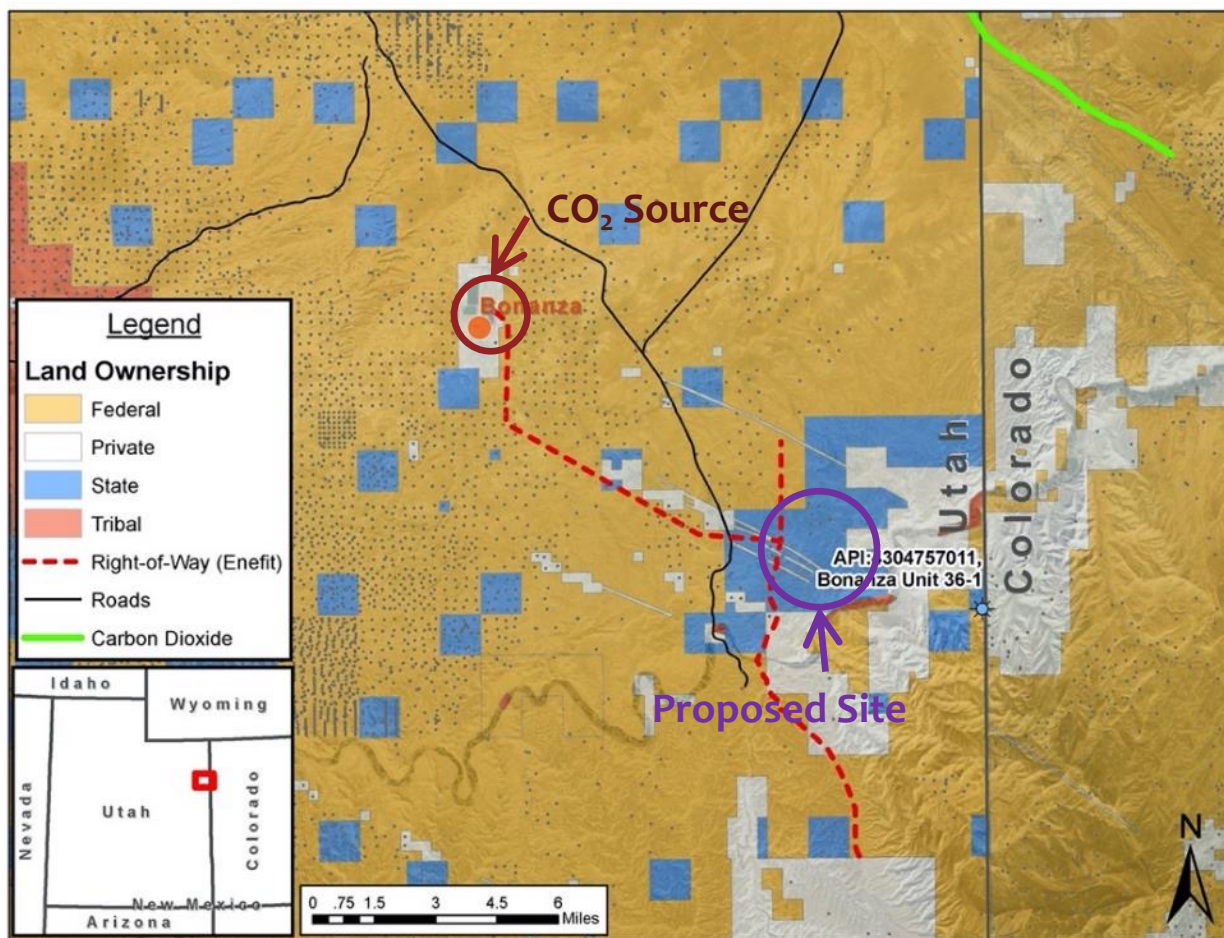 CO₂ Source
Bonanza
Utah
Colorado
API:4304757011,
Bonanza Unit 36-1
Proposed Site
Legend
Land Ownership
Federal
Private
State
Tribal
Right-of-Way (Enefit)
Roads
Carbon Dioxide
Idaho
Wyoming
Nevada
Utah
Colorado
New Mexico
Arizona
0 .75 1.5 3 4.5 6
Miles
N